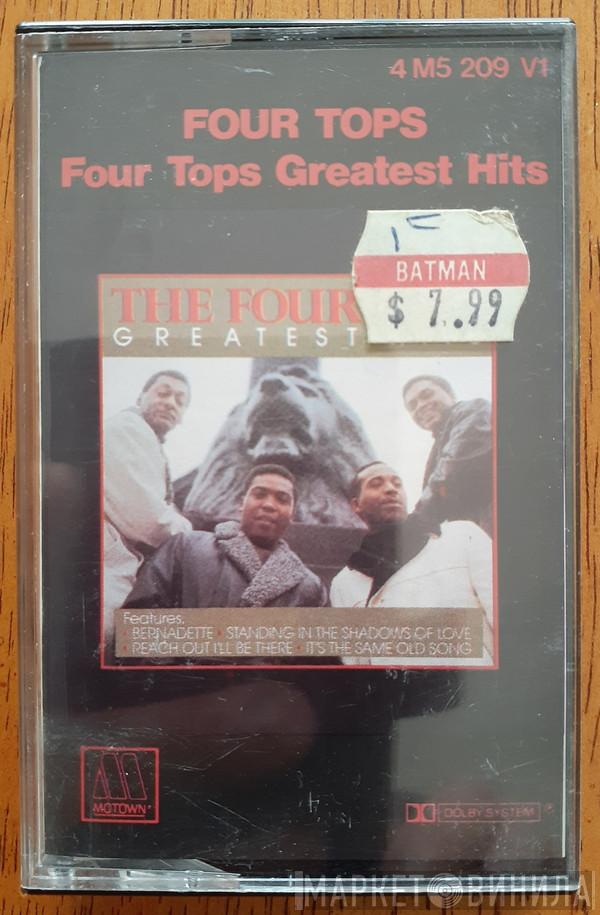 4 M5 209 V1
FOUR TOPS
Four Tops Greatest Hits
BATMAN
$ 7.99
THE FOUR
GREATEST
Features.
· BERNADETTE · STANDING IN THE SHADOWS OF LOVE
· REACH OUT I'LL BE THERE · IT'S THE SAME OLD SONG
MOTOWN
DOLBY SYSTEM
МАРКЕТ ВИНИЛА